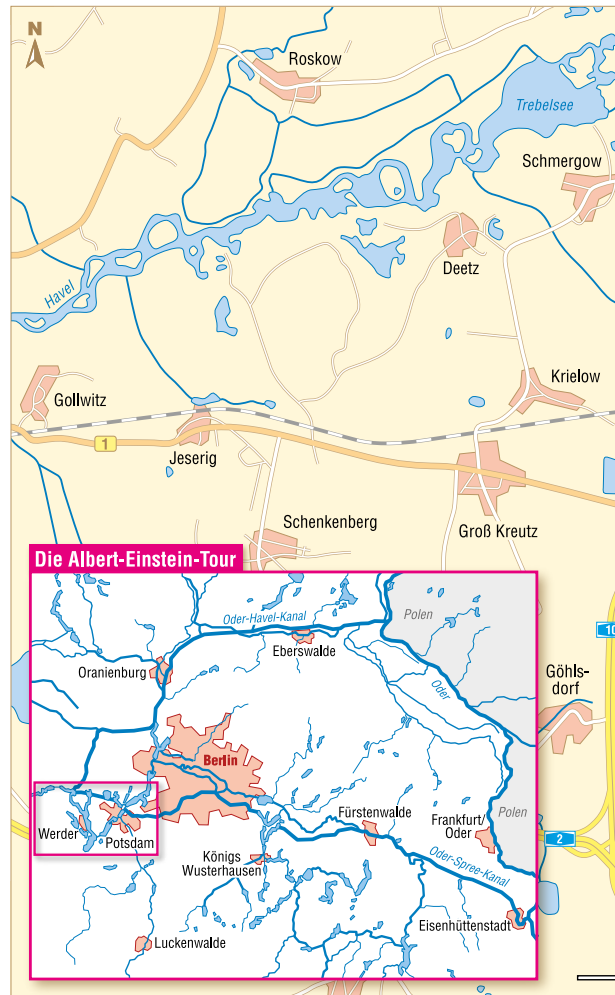 N
Roskow
Trebelsee
Schmergow
Deetz
Havel
Krielow
Gollwitz
1
Jeserig
Groß Kreutz
Schenkenberg
Die Albert-Einstein-Tour
Oder-Havel-Kanal
Polen
Eberswalde
Oranienburg
Oder
10
Göhls-
dorf
Berlin
Polen
Werder
Potsdam
Fürstenwalde
Frankfurt/
Oder
2
Königs
Wusterhausen
Oder-Spree-Kanal
Eisenhüttenstadt
Luckenwalde